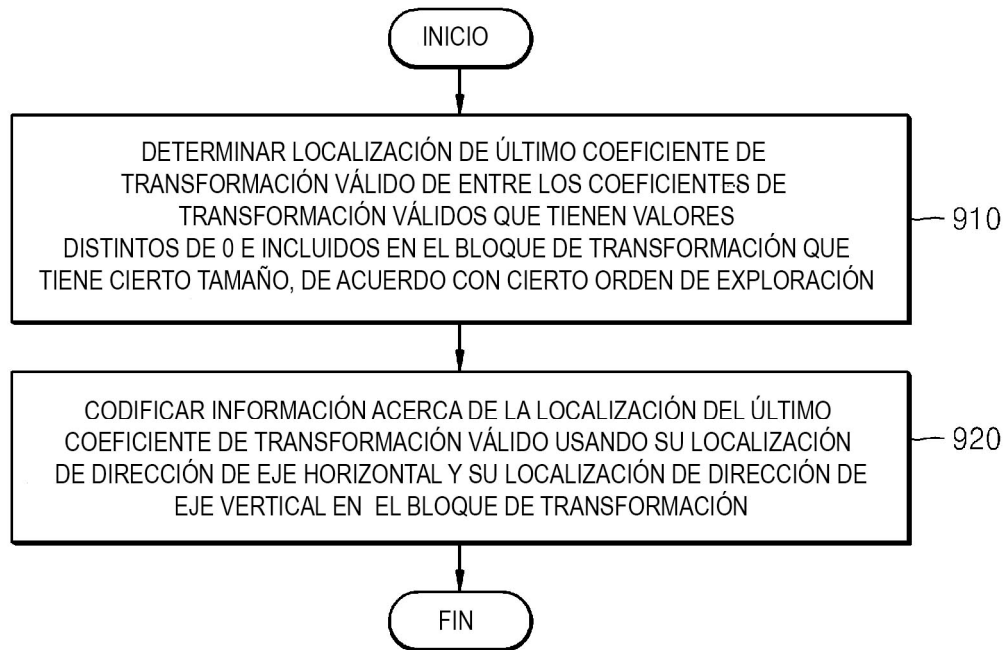 INICIO
DETERMINAR LOCALIZACIÓN DE ÚLTIMO COEFICIENTE DE
TRANSFORMACIÓN VÁLIDO DE ENTRE LOS COEFICIENTES DE
TRANSFORMACIÓN VÁLIDOS QUE TIENEN VALORES
DISTINTOS DE 0 E INCLUIDOS EN EL BLOQUE DE TRANSFORMACIÓN QUE
TIENE CIERTO TAMAÑO, DE ACUERDO CON CIERTO ORDEN DE EXPLORACIÓN
910
CODIFICAR INFORMACIÓN ACERCA DE LA LOCALIZACIÓN DEL ÚLTIMO
COEFICIENTE DE TRANSFORMACIÓN VÁLIDO USANDO SU LOCALIZACIÓN
DE DIRECCIÓN DE EJE HORIZONTAL Y SU LOCALIZACIÓN DE DIRECCIÓN DE
EJE VERTICAL EN EL BLOQUE DE TRANSFORMACIÓN
920
FIN